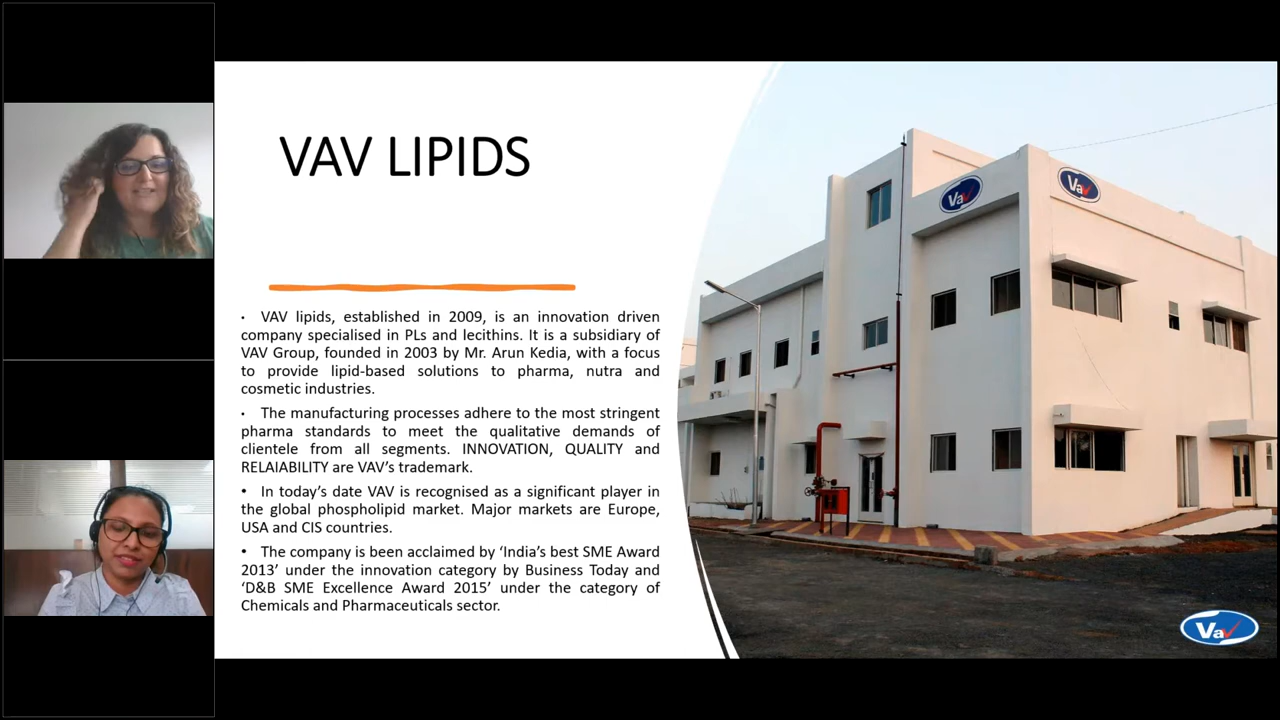 VAV LIPIDS
• VAV lipids, established in 2009, is an innovation driven
company specialised in PLs and lecithins. It is a subsidiary of
VAV Group, founded in 2003 by Mr. Arun Kedia, with a focus
to provide lipid-based solutions to pharma, nutra and
cosmetic industries.
• The manufacturing processes adhere to the most stringent
pharma standards to meet the qualitative demands of
clientele from all segments. INNOVATION, QUALITY and
RELAIABILITY are VAV’s trademark.
• In today’s date VAV is recognised as a significant player in
the global phospholipid market. Major markets are Europe,
USA and CIS countries.
• The company is been acclaimed by ‘India’s best SME Award
2013’ under the innovation category by Business Today and
‘D&B SME Excellence Award 2015’ under the category of
Chemicals and Pharmaceuticals sector.
Vav
Vav
Vav